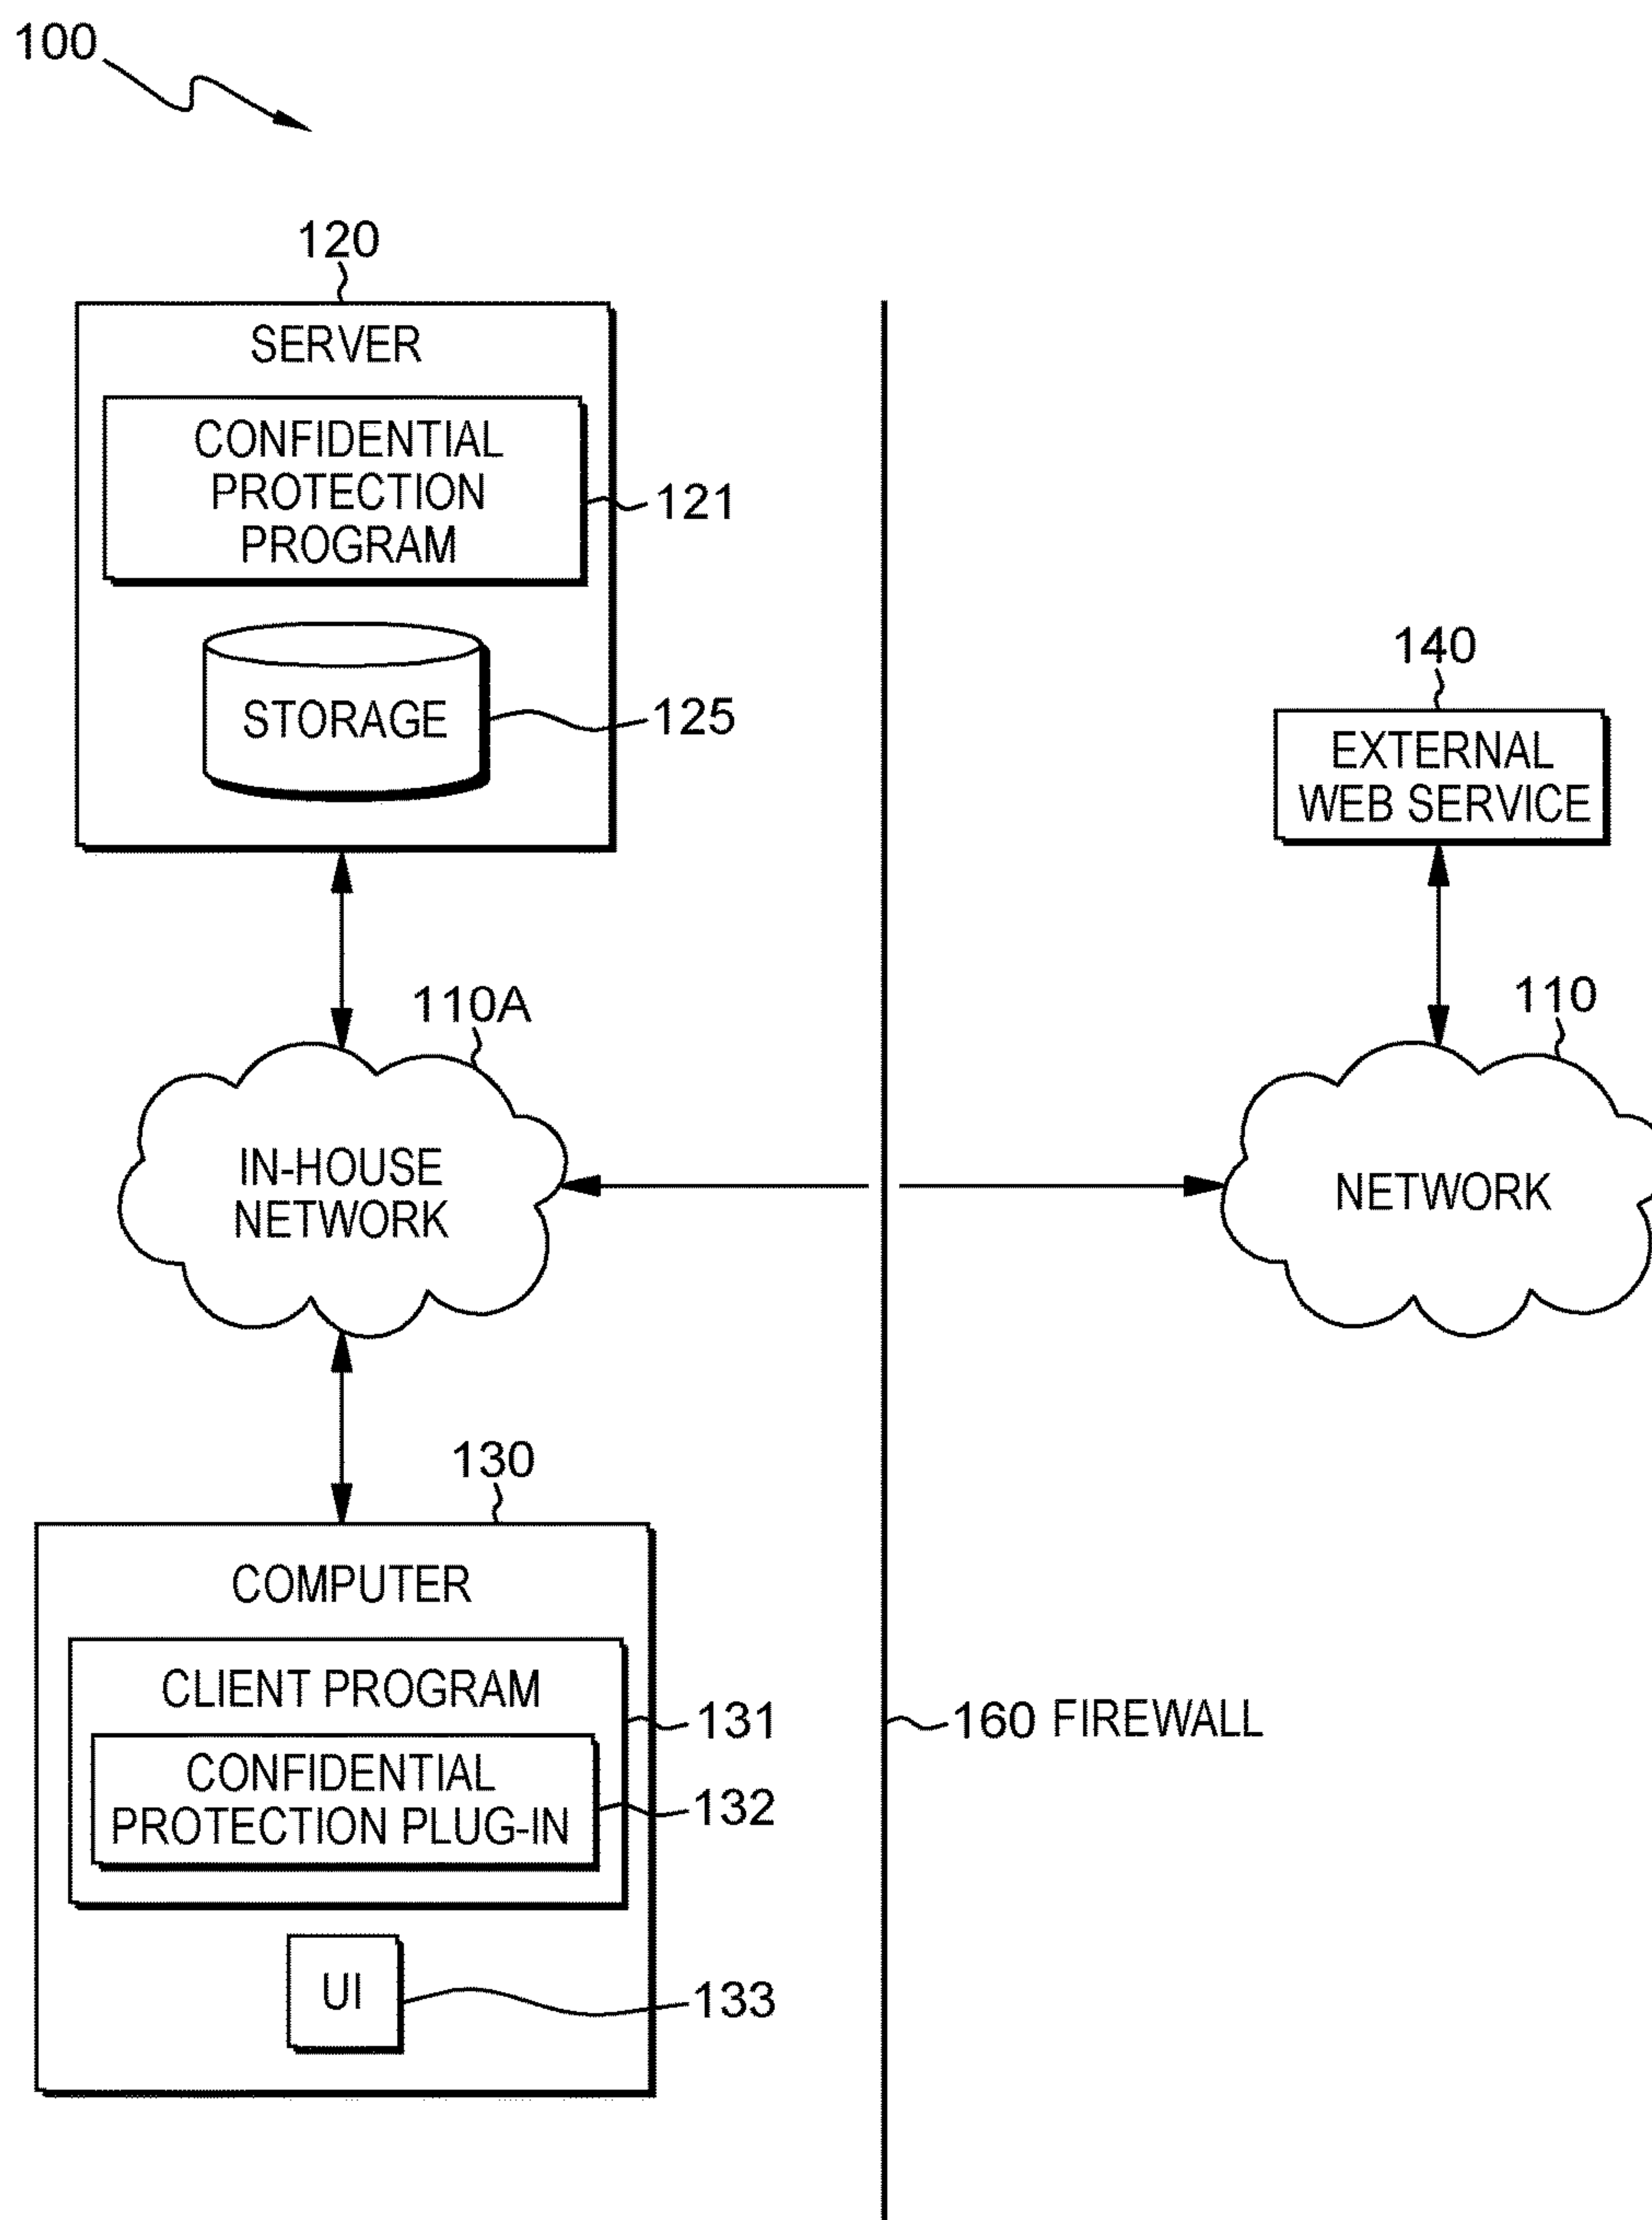 100
120
SERVER
CONFIDENTIAL
PROTECTION
PROGRAM
121
STORAGE
125
140
EXTERNAL
WEB SERVICE
110A
IN-HOUSE
NETWORK
110
NETWORK
130
COMPUTER
CLIENT PROGRAM
131
CONFIDENTIAL
PROTECTION PLUG-IN
132
UI
133
160 FIREWALL